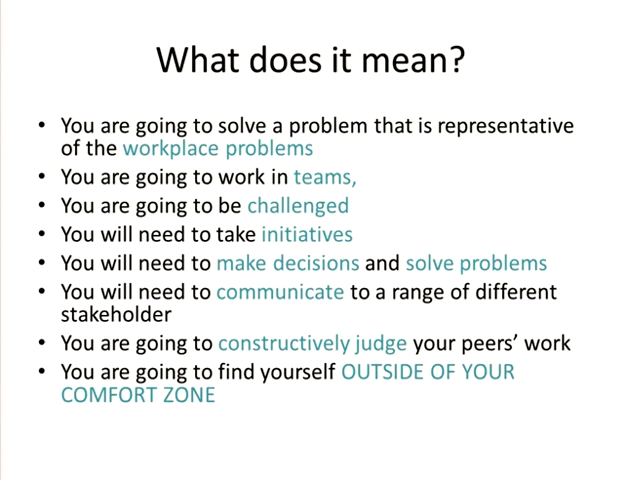 What does it mean?
• You are going to solve a problem that is representative
of the workplace problems
• You are going to work in teams,
• You are going to be challenged
• You will need to take initiatives
• You will need to make decisions and solve problems
• You will need to communicate to a range of different
stakeholder
• You are going to constructively judge your peers’ work
• You are going to find yourself OUTSIDE OF YOUR
COMFORT ZONE